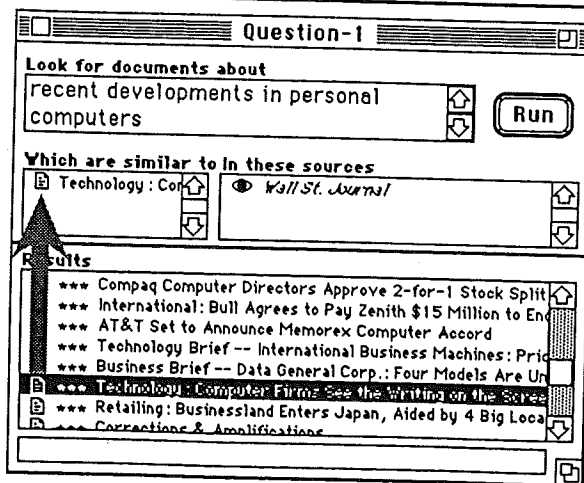 Question-1
Look for documents about
recent developments in personal
computers
Run
Which are similar to In these sources
Technology : Con
Wall St. Journal
Results
*** Compaq Computer Directors Approve 2-for-1 Stock Split
*** International: Bull Agrees to Pay Zenith $15 Million to En
*** AT&T Set to Announce Memorex Computer Accord
*** Technology Brief -- International Business Machines: Pric
*** Business Brief -- Data General Corp.: Four Models Are Un
*** Technology: Computer Firms See the Writing on the Scree
*** Retailing: Businessland Enters Japan, Aided by 4 Big Loca
*** Corrections & Amplifications